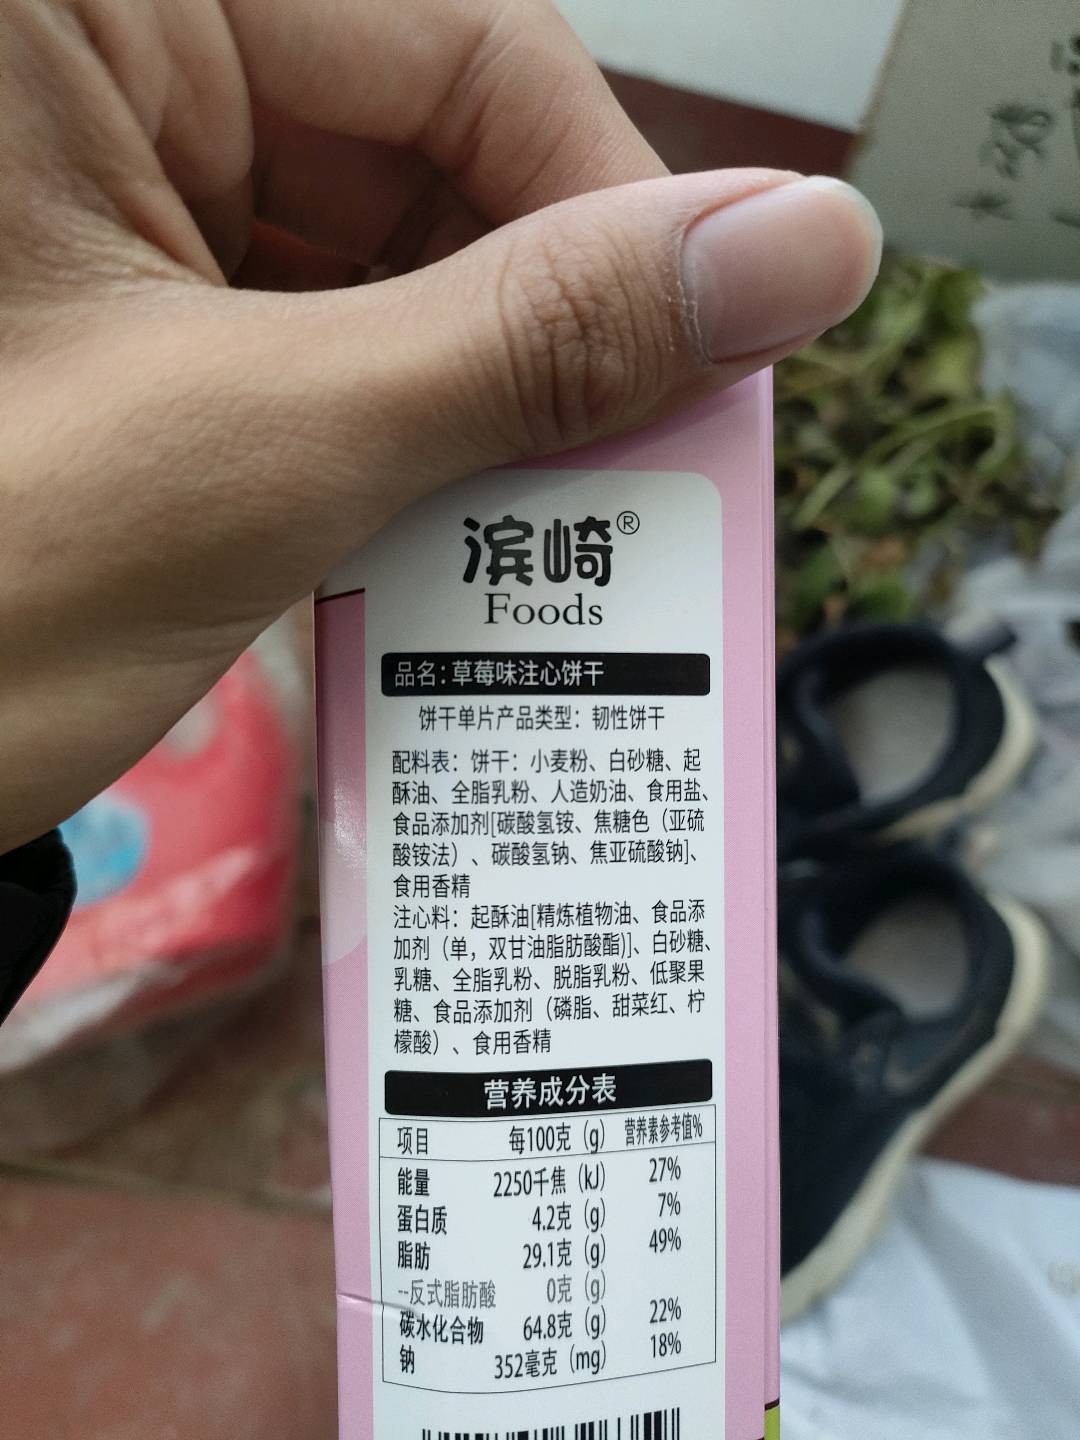 滨崎®
Foods
品名:草莓味注心饼干
饼干单片产品类型：韧性饼干
配料表：饼干：小麦粉、白砂糖、起
酥油、全脂乳粉、人造奶油、食用盐、
食品添加剂[碳酸氢铵、焦糖色（亚硫
酸铵法）、碳酸氢钠、焦亚硫酸钠]、
食用香精
注心料：起酥油[精炼植物油、食品添
加剂（单，双甘油脂肪酸酯)]、白砂糖、
乳糖、全脂乳粉、脱脂乳粉、低聚果
糖、食品添加剂（磷脂、甜菜红、柠
檬酸）、食用香精
营养成分表
项目 每100克（g） 营养素参考值%
能量 2250千焦（kJ） 27%
蛋白质 4.2克（g） 7%
脂肪 29.1克（g） 49%
--反式脂肪酸 0克（g）
碳水化合物 64.8克（g） 22%
钠 352毫克（mg） 18%